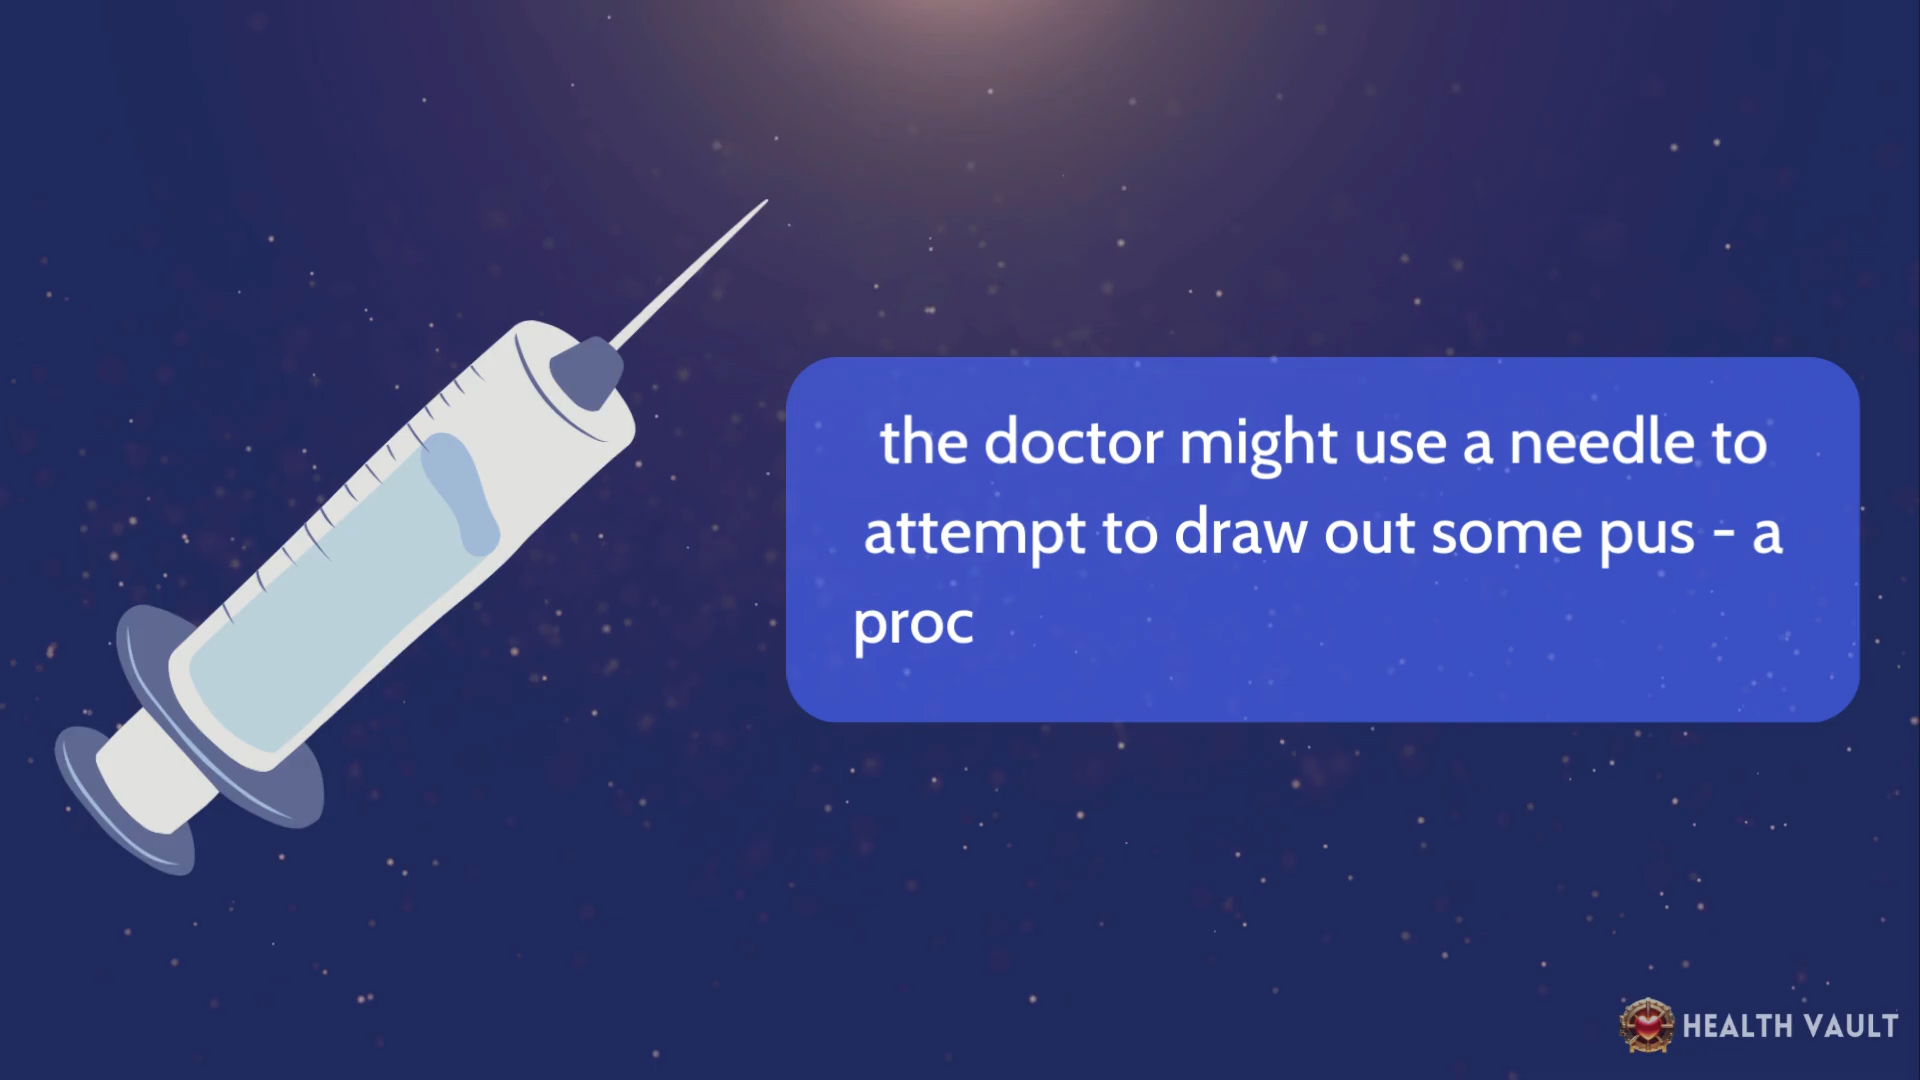 the doctor might use a needle to
attempt to draw out some pus - a
proc
HEALTH VAULT